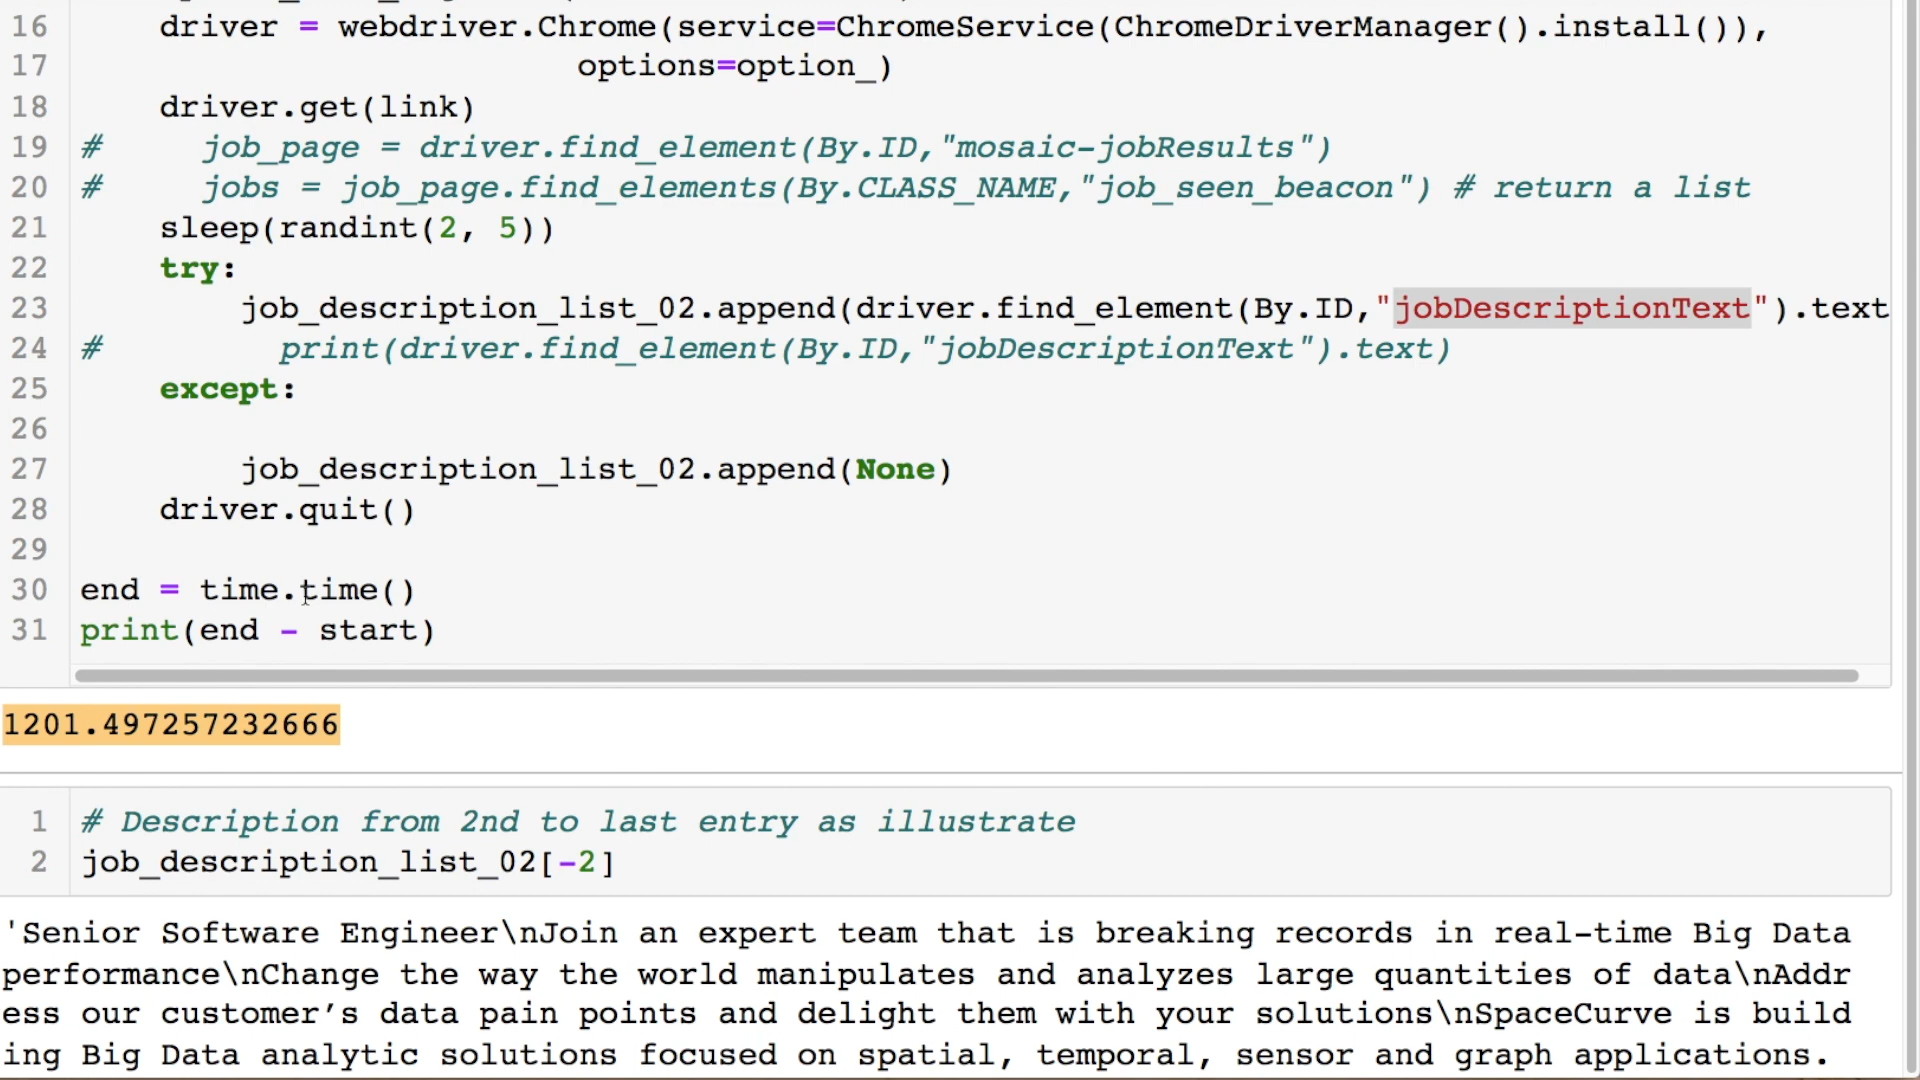 16 driver = webdriver.Chrome(service=ChromeService(ChromeDriverManager().install()),
17 options=option_)
18 driver.get(link)
19 # job_page = driver.find_element(By.ID,"mosaic-jobResults")
20 # jobs = job_page.find_elements(By.CLASS_NAME,"job_seen_beacon") # return a list
21 sleep(randint(2, 5))
22 try:
23 job_description_list_02.append(driver.find_element(By.ID,"jobDescriptionText").text
24 # print(driver.find_element(By.ID,"jobDescriptionText").text)
25 except:
26
27 job_description_list_02.append(None)
28 driver.quit()
29
30 end = time.time()
31 print(end - start)
1201.497257232666
1 # Description from 2nd to last entry as illustrate
2 job_description_list_02[-2]
'Senior Software Engineer\nJoin an expert team that is breaking records in real-time Big Data
performance\nChange the way the world manipulates and analyzes large quantities of data\nAddr
ess our customer’s data pain points and delight them with your solutions\nSpaceCurve is build
ing Big Data analytic solutions focused on spatial, temporal, sensor and graph applications.